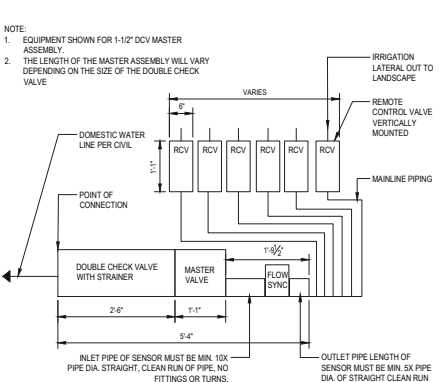 NOTE:
1. EQUIPMENT SHOWN FOR 1-1/2" DCV MASTER
ASSEMBLY.
2. THE LENGTH OF THE MASTER ASSEMBLY WILL VARY
DEPENDING ON THE SIZE OF THE DOUBLE CHECK
VALVE
IRRIGATION
LATERAL OUT TO
LANDSCAPE
VARIES
6"
REMOTE
CONTROL VALVE
VERTICALLY
MOUNTED
DOMESTIC WATER
LINE PER CIVIL
RCV RCV RCV RCV RCV RCV
1'-1"
MAINLINE PIPING
POINT OF
CONNECTION
1'-9½"
DOUBLE CHECK VALVE
WITH STRAINER
MASTER
VALVE
FLOW
SYNC
2'-6"
1'-1"
5'-4"
INLET PIPE OF SENSOR MUST BE MIN. 10X
PIPE DIA. STRAIGHT, CLEAN RUN OF PIPE, NO
FITTINGS OR TURNS.
OUTLET PIPE LENGTH OF
SENSOR MUST BE MIN. 5X PIPE
DIA. OF STRAIGHT CLEAN RUN